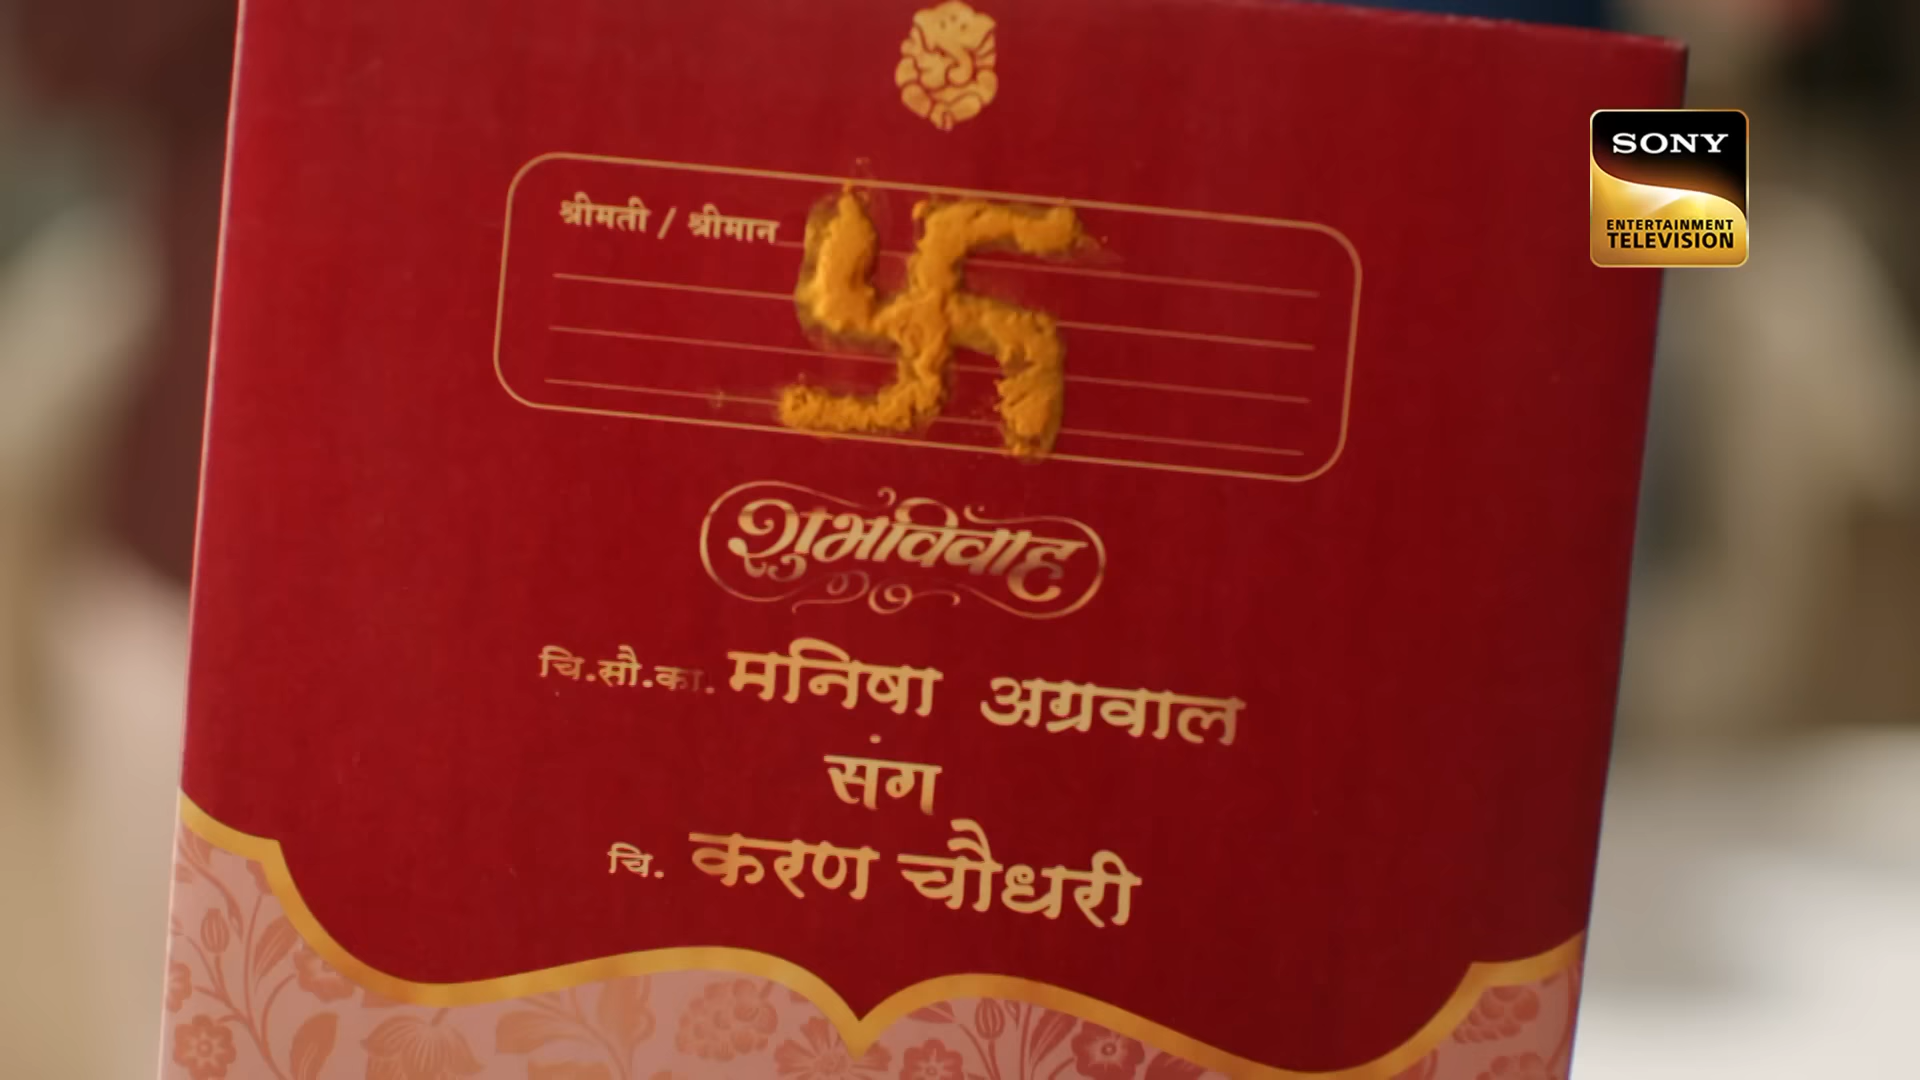 श्रीमती / श्रीमान
SONY
ENTERTAINMENT
TELEVISION
शुभविवाह
चि.सौ.का. मनिषा अग्रवाल
संग
चि. करण चौधरी